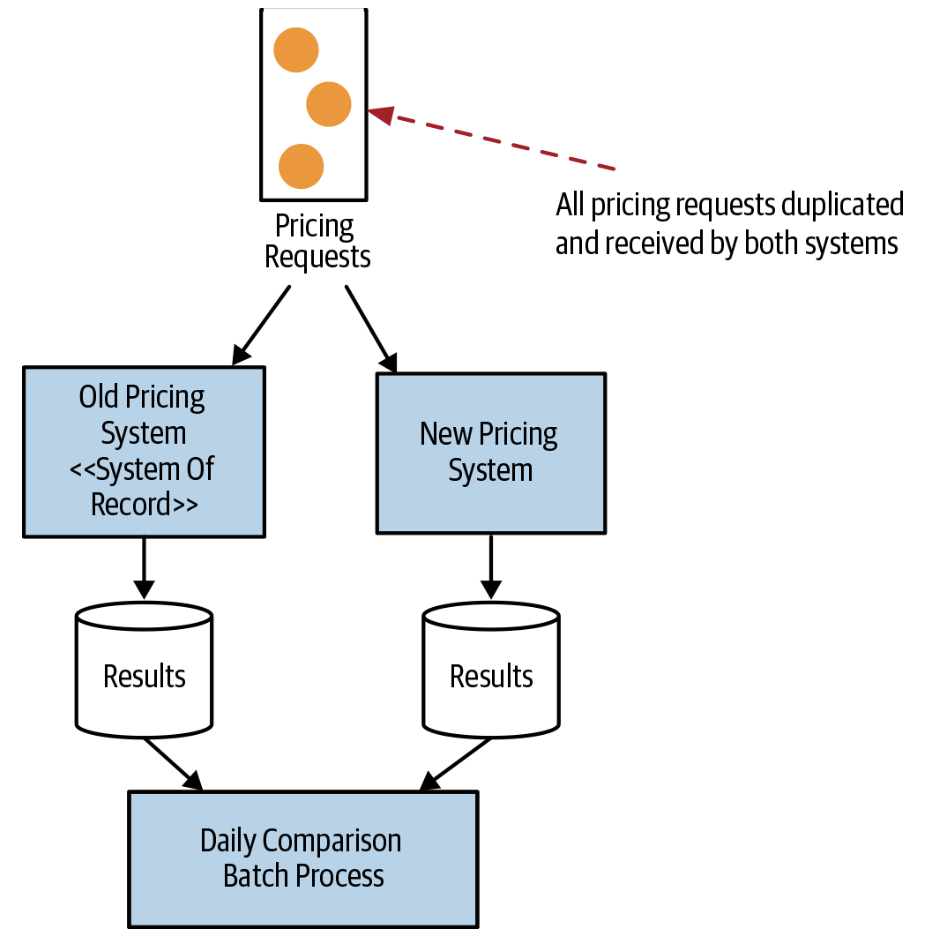 Pricing
Requests
All pricing requests duplicated
and received by both systems
Old Pricing
System
<<System Of
Record>>
New Pricing
System
Results
Results
Daily Comparison
Batch Process